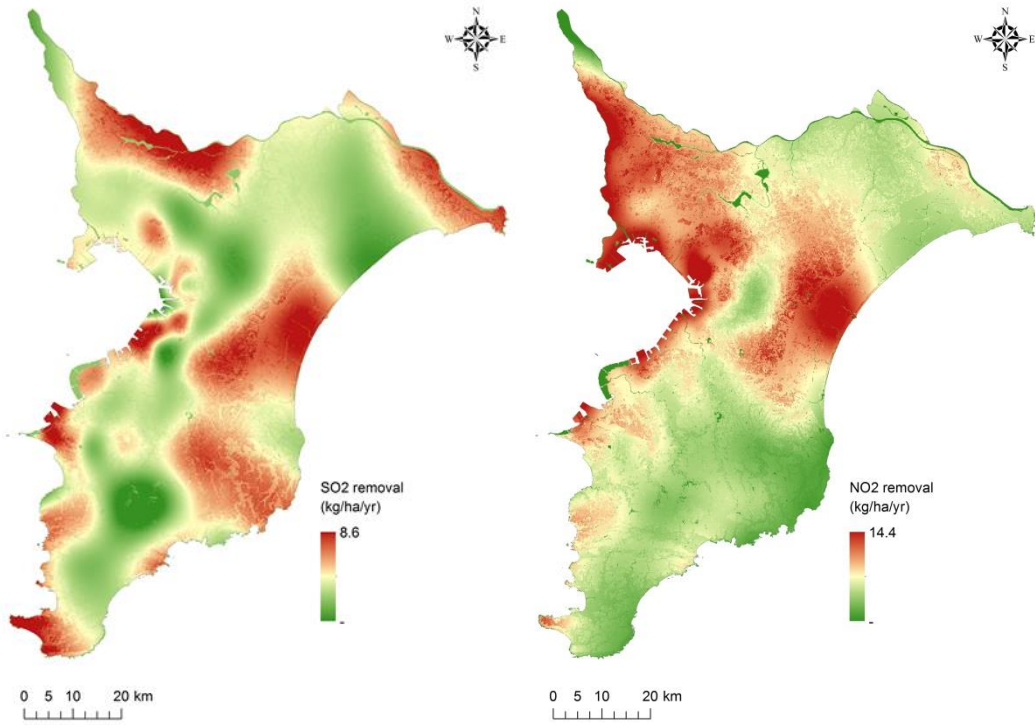 N
W E
S
N
W E
S
SO2 removal
(kg/ha/yr)
8.6
-
NO2 removal
(kg/ha/yr)
14.4
-
0 5 10 20 km
0 5 10 20 km